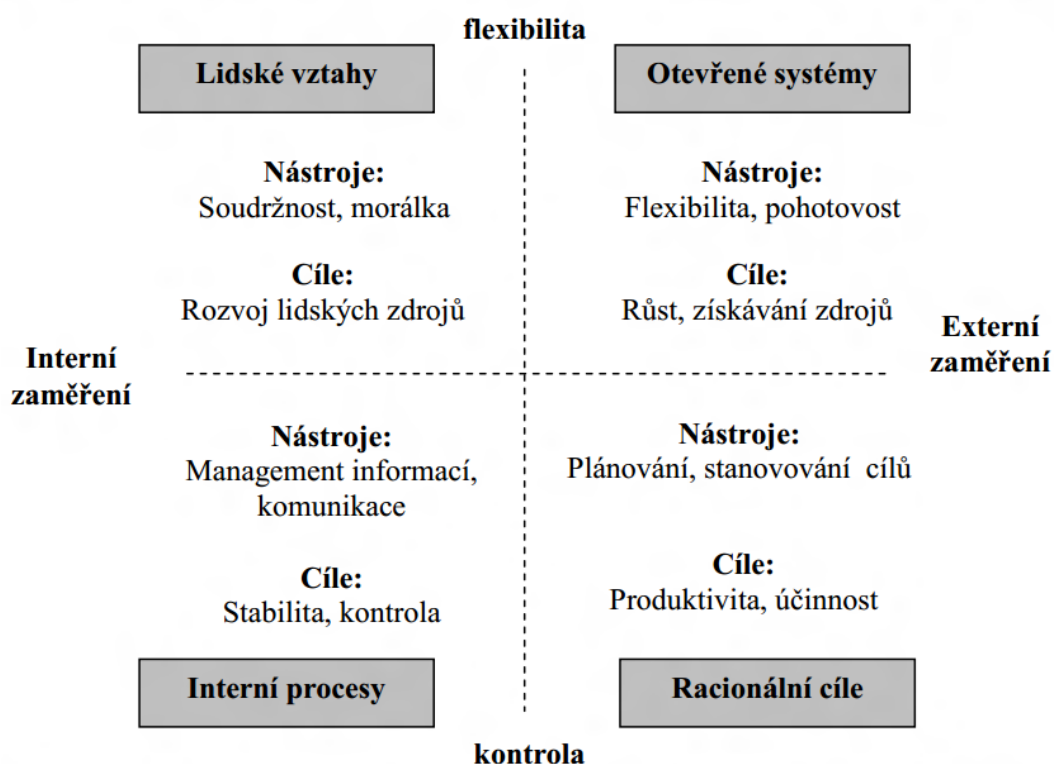 flexibilita
Lidské vztahy
Otevřené systémy
Nástroje:
Soudržnost, morálka
Nástroje:
Flexibilita, pohotovost
Cíle:
Rozvoj lidských zdrojů
Cíle:
Růst, získávání zdrojů
Interní
zaměření
Externí
zaměření
Nástroje:
Management informací,
komunikace
Nástroje:
Plánování, stanovování  cílů
Cíle:
Stabilita, kontrola
Cíle:
Produktivita, účinnost
Interní procesy
Racionální cíle
kontrola